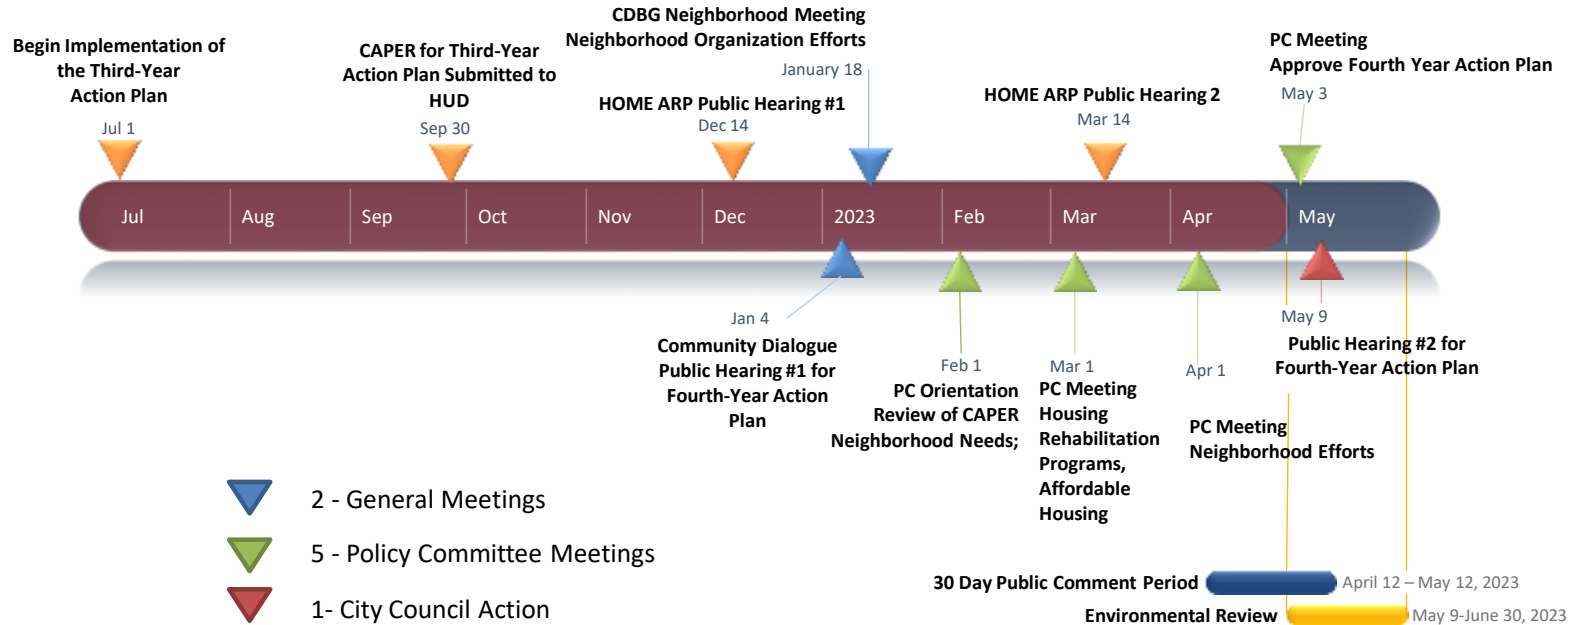 Begin Implementation of
the Third-Year
Action Plan
Jul 1
CAPER for Third-Year
Action Plan Submitted to
HUD
Sep 30
HOME ARP Public Hearing #1
Dec 14
CDBG Neighborhood Meeting
Neighborhood Organization Efforts
January 18
HOME ARP Public Hearing 2
Mar 14
PC Meeting
Approve Fourth Year Action Plan
May 3
Jul
Aug
Sep
Oct
Nov
Dec
2023
Feb
Mar
Apr
May
Jan 4
Community Dialogue
Public Hearing #1 for
Fourth-Year Action
Plan
Feb 1
PC Orientation
Review of CAPER
Neighborhood Needs;
Mar 1
PC Meeting
Housing
Rehabilitation
Programs,
Affordable
Housing
Apr 1
PC Meeting
Neighborhood Efforts
May 9
Public Hearing #2 for
Fourth-Year Action Plan
2 - General Meetings
5 - Policy Committee Meetings
1- City Council Action
30 Day Public Comment Period
April 12 – May 12, 2023
Environmental Review
May 9-June 30, 2023